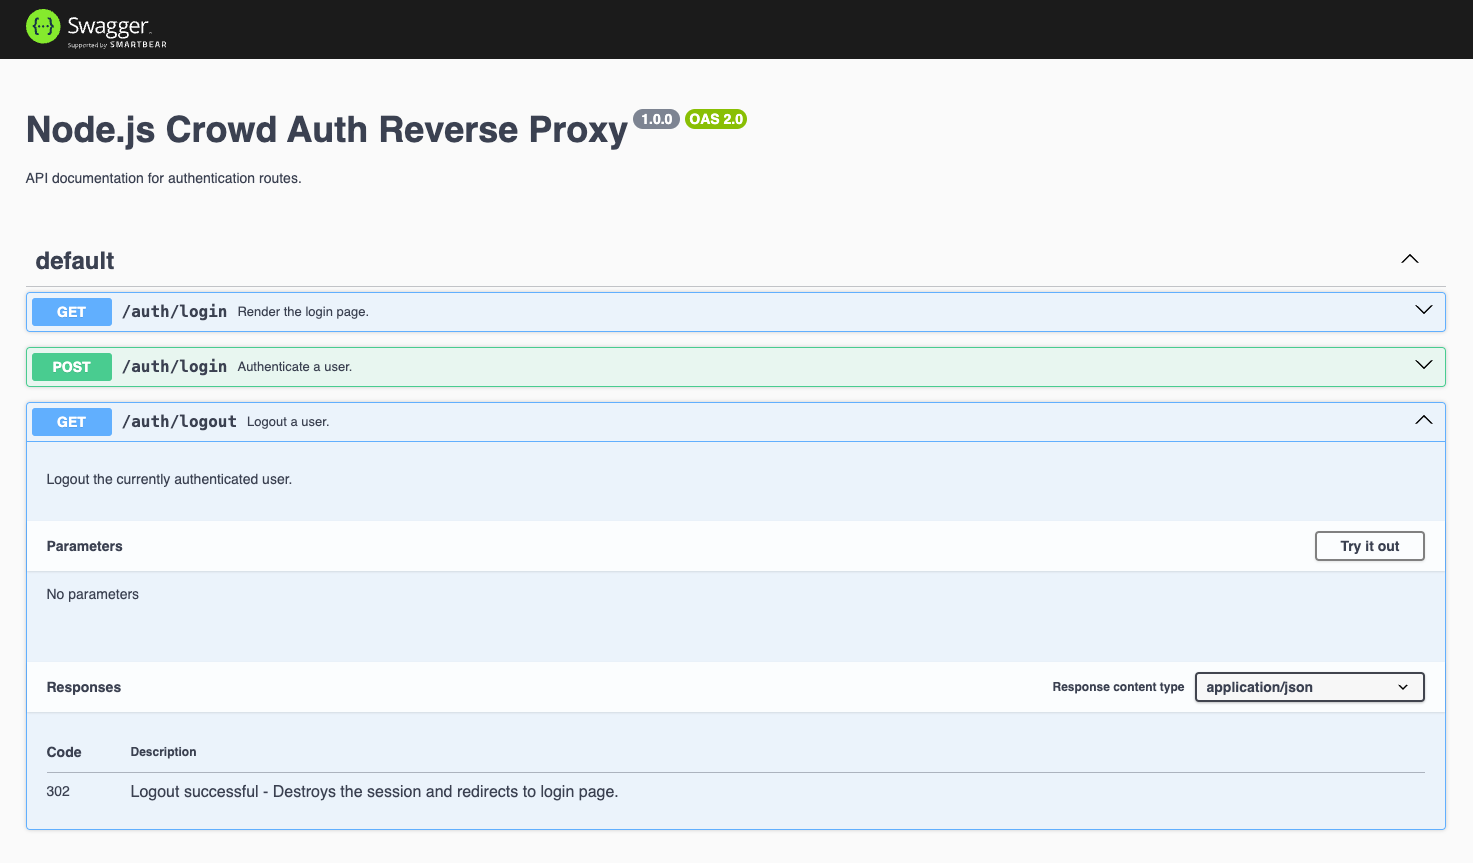 {···} Swagger
Supported by SMARTBEAR
Node.js Crowd Auth Reverse Proxy 1.0.0 OAS 2.0
API documentation for authentication routes.
default
GET /auth/login Render the login page.
POST /auth/login Authenticate a user.
GET /auth/logout Logout a user.
Logout the currently authenticated user.
Parameters Try it out
No parameters
Responses Response content type application/json
Code Description
302 Logout successful - Destroys the session and redirects to login page.